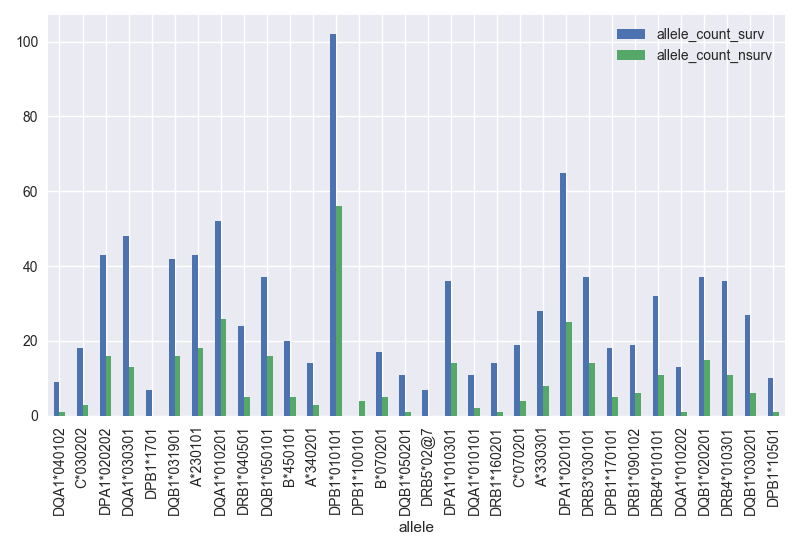 allele_count_surv
allele_count_nsurv
100
80
60
40
20
0
DQA1*040102
C*030202
DPA1*020202
DQA1*030301
DPB1*1701
DQB1*031901
A*230101
DQA1*010201
DRB1*040501
DQB1*050101
B*450101
A*340201
DPB1*010101
DPB1*100101
B*070201
DQB1*050201
DRB5*02@7
DPA1*010301
DQA1*010101
DRB1*160201
C*070201
A*330301
DPA1*020101
DRB3*030101
DPB1*170101
DRB1*090102
DRB4*010101
DQA1*010202
DQB1*020201
DRB4*010301
DQB1*030201
DPB1*10501
allele